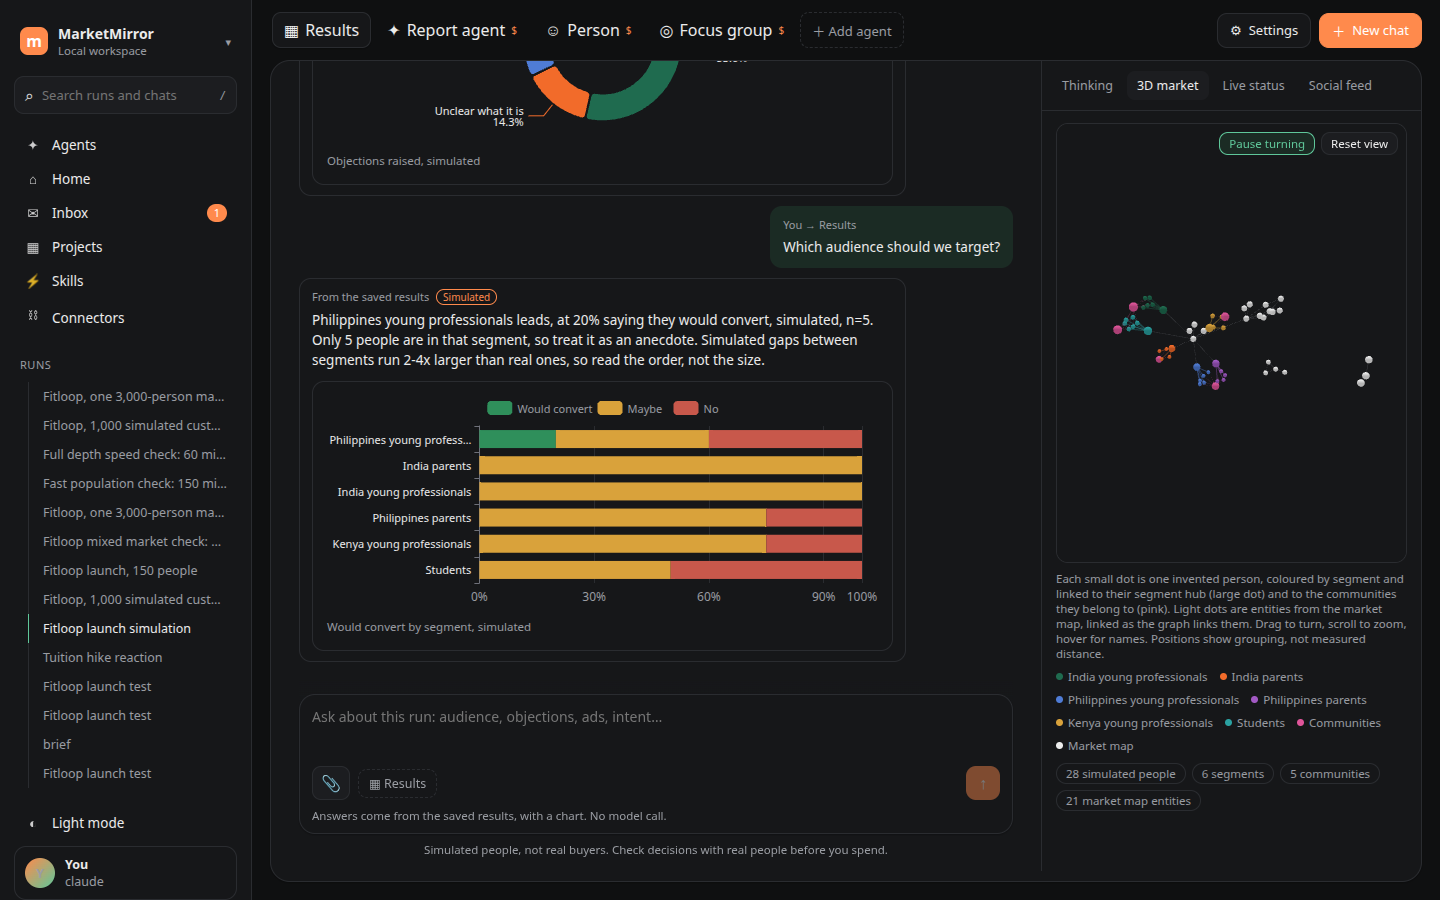 MarketMirror
Local workspace
Search runs and chats /
Agents
Home
Inbox 1
Projects
Skills
Connectors
RUNS
Fitloop, one 3,000-person ma...
Fitloop, 1,000 simulated cust...
Full depth speed check: 60 mi...
Fast population check: 150 mi...
Fitloop, one 3,000-person ma...
Fitloop mixed market check: ...
Fitloop launch, 150 people
Fitloop, 1,000 simulated cust...
Fitloop launch simulation
Tuition hike reaction
Fitloop launch test
Fitloop launch test
brief
Fitloop launch test
Light mode
You
claude
Results
Report agent $
Person $
Focus group $
+ Add agent
Settings
+ New chat
Unclear what it is
14.3%
Objections raised, simulated
You → Results
Which audience should we target?
From the saved results Simulated
Philippines young professionals leads, at 20% saying they would convert, simulated, n=5.
Only 5 people are in that segment, so treat it as an anecdote. Simulated gaps between
segments run 2-4x larger than real ones, so read the order, not the size.
Would convert Maybe No
Philippines young profess...
India parents
India young professionals
Philippines parents
Kenya young professionals
Students
0% 30% 60% 90% 100%
Would convert by segment, simulated
Ask about this run: audience, objections, ads, intent...
Results
Answers come from the saved results, with a chart. No model call.
Simulated people, not real buyers. Check decisions with real people before you spend.
Thinking
3D market
Live status
Social feed
Pause turning
Reset view
Each small dot is one invented person, coloured by segment and
linked to their segment hub (large dot) and to the communities
they belong to (pink). Light dots are entities from the market
map, linked as the graph links them. Drag to turn, scroll to zoom,
hover for names. Positions show grouping, not measured
distance.
India young professionals India parents
Philippines young professionals Philippines parents
Kenya young professionals Students Communities
Market map
28 simulated people 6 segments 5 communities
21 market map entities